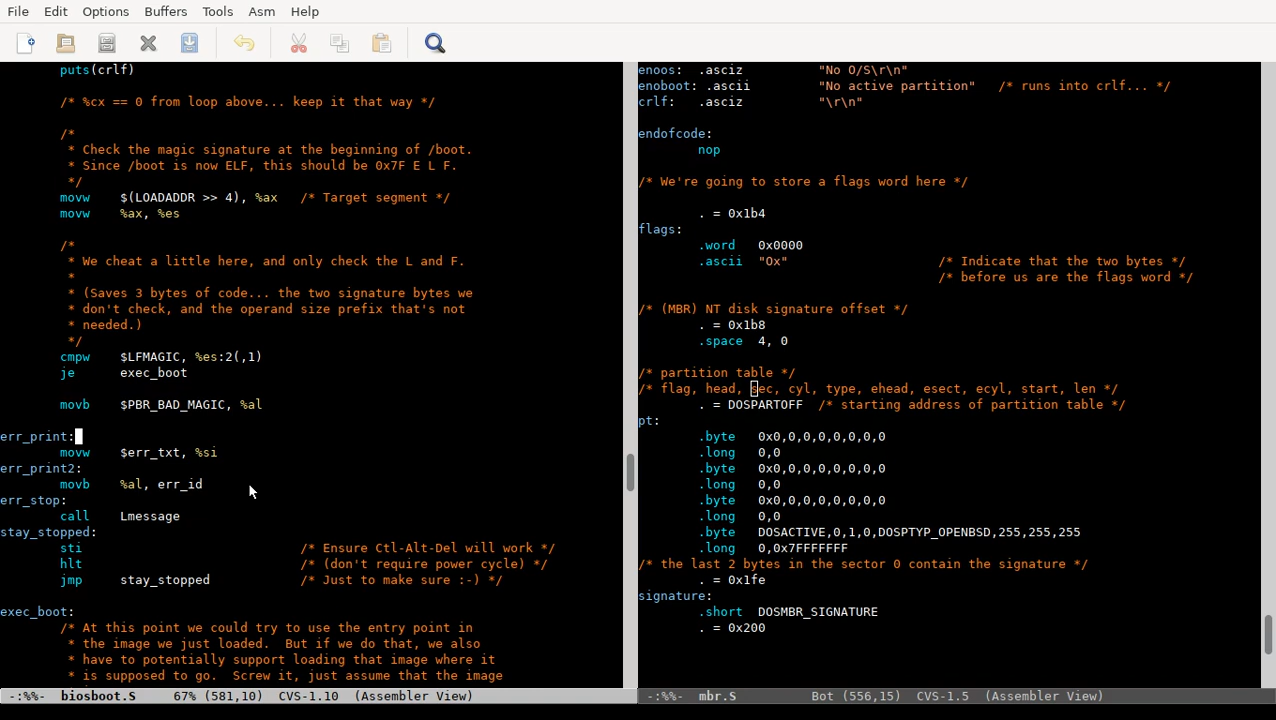 File Edit Options Buffers Tools Asm Help
puts(crlf)
/* %cx == 0 from loop above... keep it that way */
/*
* Check the magic signature at the beginning of /boot.
* Since /boot is now ELF, this should be 0x7F E L F.
*/
movw $(LOADADDR >> 4), %ax /* Target segment */
movw %ax, %es
/*
* We cheat a little here, and only check the L and F.
*
* (Saves 3 bytes of code... the two signature bytes we
* don't check, and the operand size prefix that's not
* needed.)
*/
cmpw $LFMAGIC, %es:2(,1)
je exec_boot
movb $PBR_BAD_MAGIC, %al
err_print:
movw $err_txt, %si
err_print2:
movb %al, err_id
err_stop:
call Lmessage
stay_stopped:
sti /* Ensure Ctl-Alt-Del will work */
hlt /* (don't require power cycle) */
jmp stay_stopped /* Just to make sure :-) */
exec_boot:
/* At this point we could try to use the entry point in
* the image we just loaded. But if we do that, we also
* have to potentially support loading that image where it
* is supposed to go. Screw it, just assume that the image
-:%%- biosboot.S 67% (581,10) CVS-1.10 (Assembler View)
enoos: .asciz "No O/S\r\n"
enoboot: .ascii "No active partition" /* runs into crlf... */
crlf: .asciz "\r\n"
endofcode:
nop
/* We're going to store a flags word here */
. = 0x1b4
flags:
.word 0x0000
.ascii "Ox" /* Indicate that the two bytes */
/* before us are the flags word */
/* (MBR) NT disk signature offset */
. = 0x1b8
.space 4, 0
/* partition table */
/* flag, head, sec, cyl, type, ehead, esect, ecyl, start, len */
. = DOSPARTOFF /* starting address of partition table */
pt:
.byte 0x0,0,0,0,0,0,0,0
.long 0,0
.byte 0x0,0,0,0,0,0,0,0
.long 0,0
.byte 0x0,0,0,0,0,0,0,0
.long 0,0
.byte DOSACTIVE,0,1,0,DOSPTYP_OPENBSD,255,255,255
.long 0,0x7FFFFFFF
/* the last 2 bytes in the sector 0 contain the signature */
. = 0x1fe
signature:
.short DOSMBR_SIGNATURE
. = 0x200
-:%%- mbr.S Bot (556,15) CVS-1.5 (Assembler View)